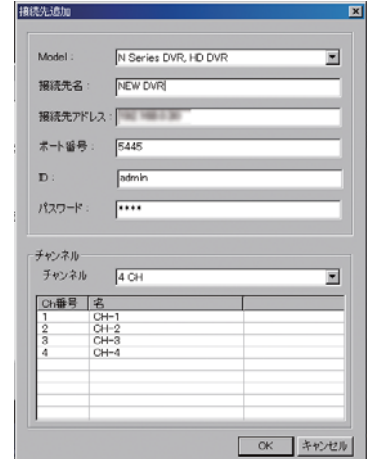 接続先追加
Model : N Series DVR, HD DVR
接続先名 : NEW DVR
接続先アドレス :
ポート番号 : 5445
ID : admin
パスワード : ****
チャンネル
チャンネル 4 CH
Ch番号 名
1 CH-1
2 CH-2
3 CH-3
4 CH-4
OK キャンセル